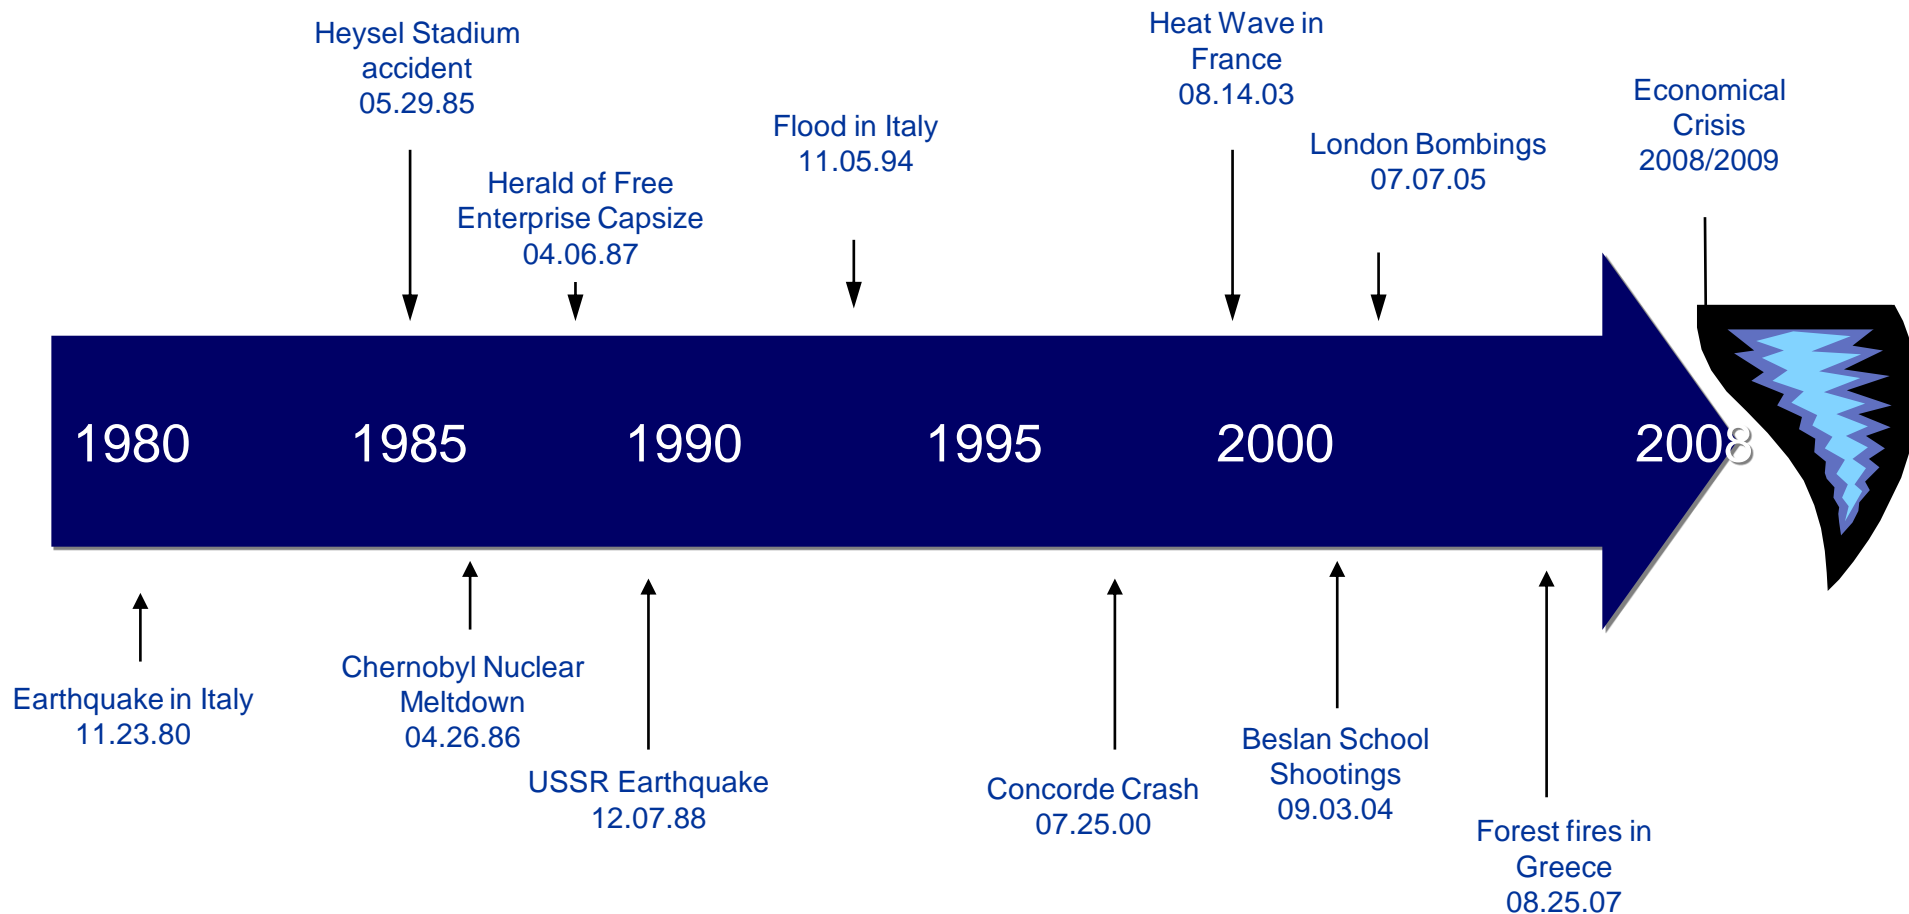 Heysel Stadium
accident
05.29.85
Herald of Free
Enterprise Capsize
04.06.87
Flood in Italy
11.05.94
Heat Wave in
France
08.14.03
London Bombings
07.07.05
Economical
Crisis
2008/2009
1980
1985
1990
1995
2000
2008
Earthquake in Italy
11.23.80
Chernobyl Nuclear
Meltdown
04.26.86
USSR Earthquake
12.07.88
Concorde Crash
07.25.00
Beslan School
Shootings
09.03.04
Forest fires in
Greece
08.25.07